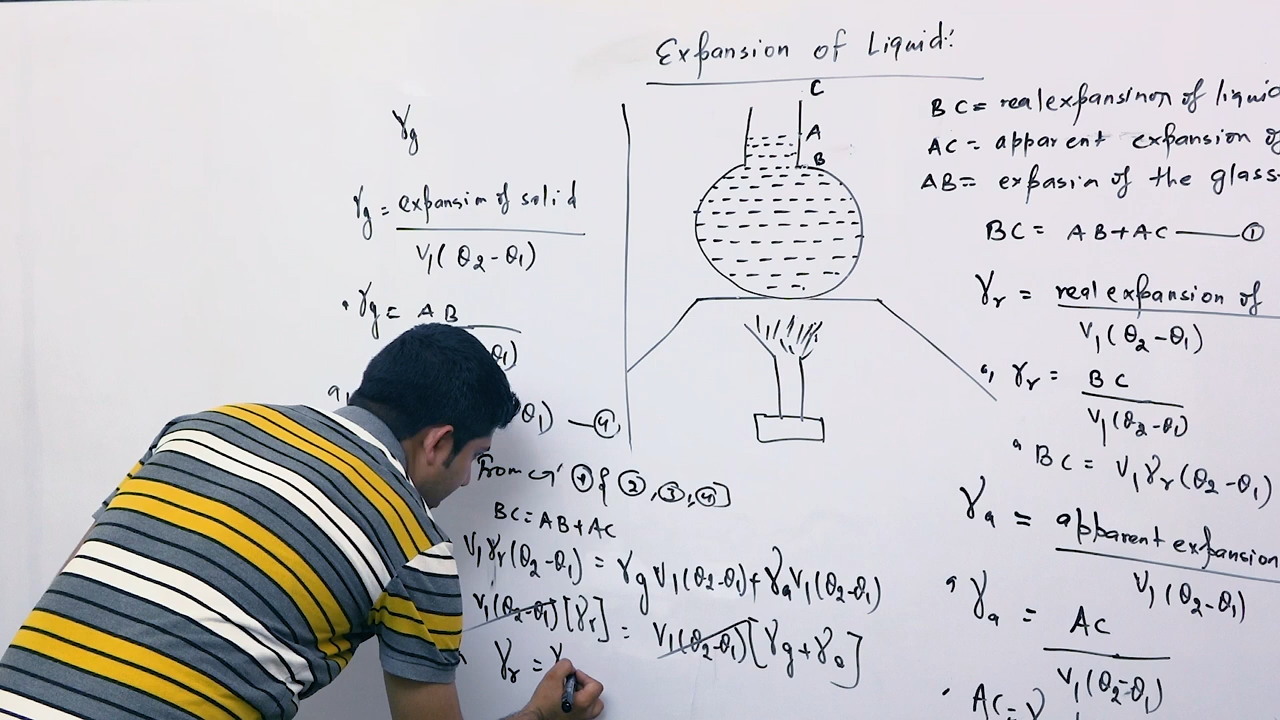 Expansion of Liquid:
γg
γg = expansion of solid
V₁(θ₂-θ₁)
γg = AB
θ₁)
θ₁) — ④
From ① & ②, ③, ④]
BC = AB + AC
V₁γr(θ₂-θ₁) = γg V₁(θ₂-θ₁) + γa V₁(θ₂-θ₁)
V₁(θ₂-θ₁)[γr] = V₁(θ₂-θ₁)[γg + γa]
γr = γ
C
A
B
BC = real expansinon of liquid
AC = apparent expansion of
AB = expasin of the glass
BC = AB + AC — ①
γr = real expansion of
V₁(θ₂-θ₁)
γr = BC
V₁(θ₂-θ₁)
BC = V₁γr(θ₂-θ₁)
γa = apparent expansion
V₁(θ₂-θ₁)
γa = AC
V₁(θ₂-θ₁)
AC = γ